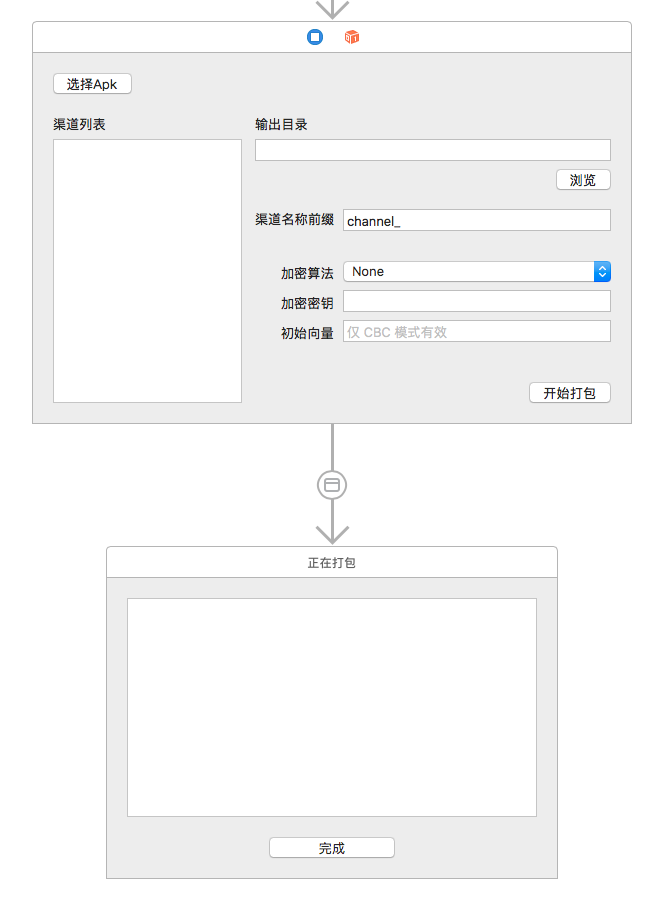 选择Apk
渠道列表
输出目录
浏览
渠道名称前缀
channel_
加密算法
None
加密密钥
初始向量
仅 CBC 模式有效
开始打包
正在打包
完成